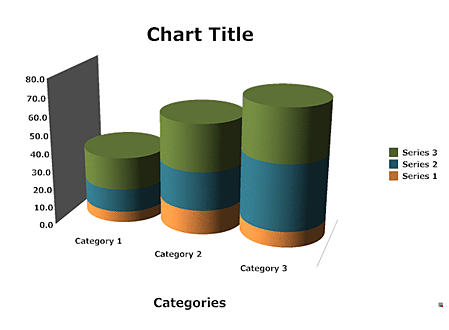 Chart Title
80.0
70.0
60.0
50.0
40.0
30.0
20.0
10.0
0.0
Category 1
Category 2
Category 3
Series 3
Series 2
Series 1
Categories